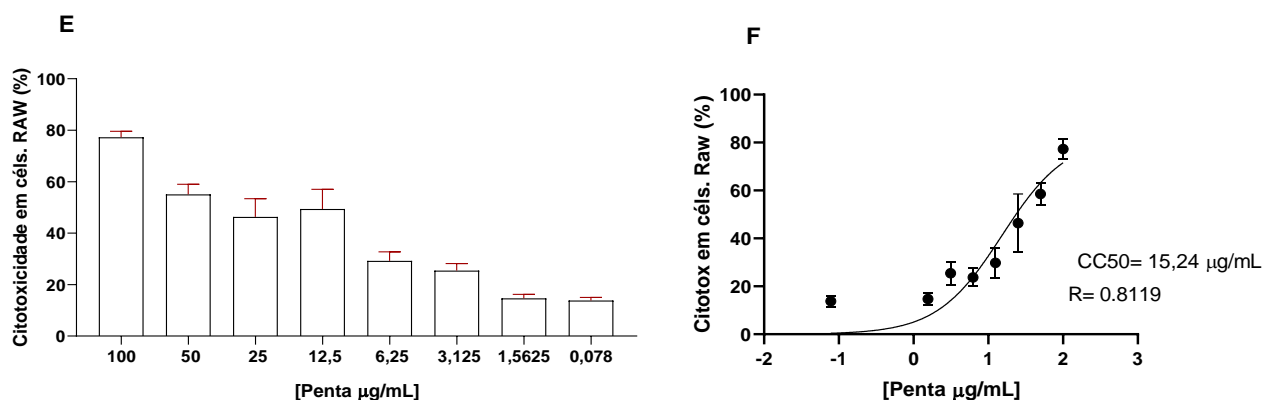 E
Citotoxicidade em céls. RAW (%)
100
80
60
40
20
0
100 50 25 12,5 6,25 3,125 1,5625 0,078
[Penta μg/mL]
F
Citotox em céls. Raw (%)
100
80
60
40
20
0
-2 -1 0 1 2 3
[Penta μg/mL]
CC50= 15,24 μg/mL
R= 0.8119